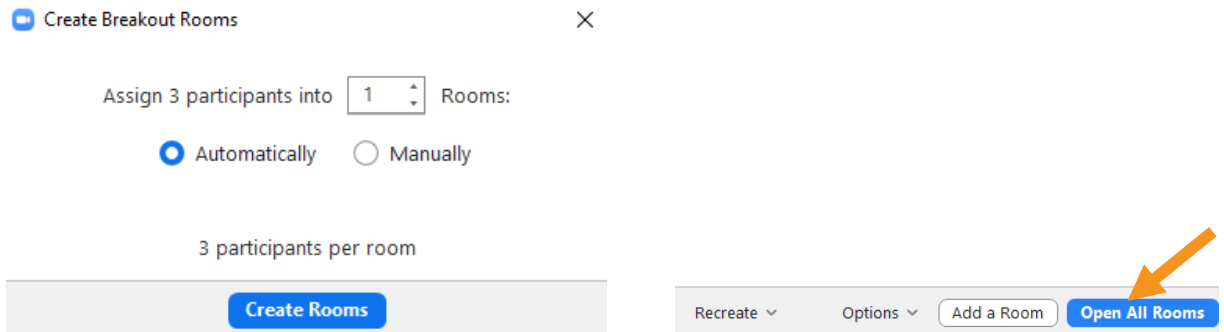 Create Breakout Rooms
Assign 3 participants into 1 Rooms:
Automatically Manually
3 participants per room
Create Rooms
Recreate Options Add a Room Open All Rooms